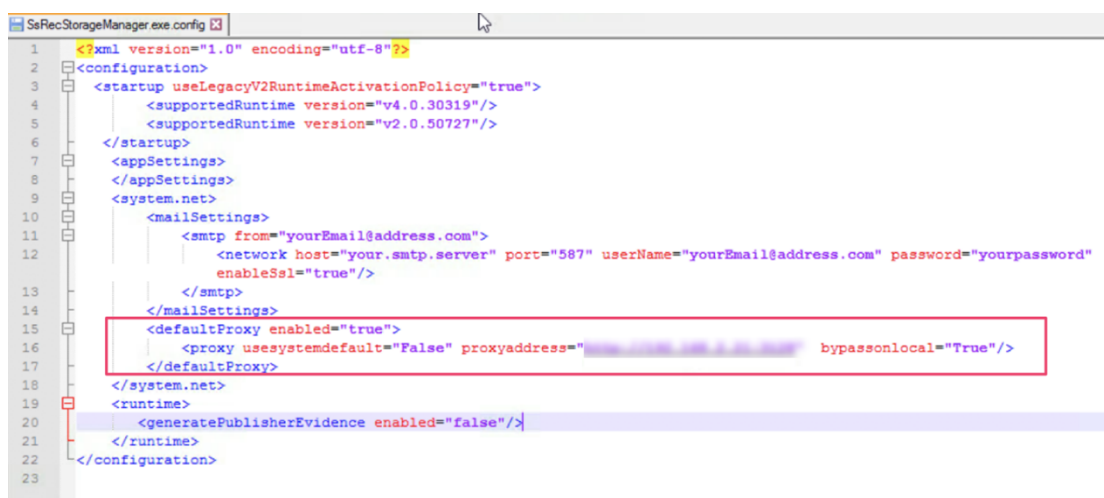 SsRecStorageManager.exe.config
1 <?xml version="1.0" encoding="utf-8"?>
2 <configuration>
3 <startup useLegacyV2RuntimeActivationPolicy="true">
4 <supportedRuntime version="v4.0.30319"/>
5 <supportedRuntime version="v2.0.50727"/>
6 </startup>
7 <appSettings>
8 </appSettings>
9 <system.net>
10 <mailSettings>
11 <smtp from="yourEmail@address.com">
12 <network host="your.smtp.server" port="587" userName="yourEmail@address.com" password="yourpassword"
enableSsl="true"/>
13 </smtp>
14 </mailSettings>
15 <defaultProxy enabled="true">
16 <proxy usesystemdefault="False" proxyaddress=" bypassonlocal="True"/>
17 </defaultProxy>
18 </system.net>
19 <runtime>
20 <generatePublisherEvidence enabled="false"/>
21 </runtime>
22 </configuration>
23